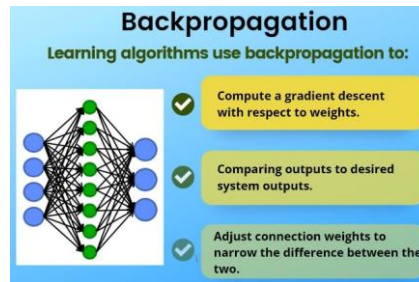 Backpropagation
Learning algorithms use backpropagation to:
Compute a gradient descent
with respect to weights.
Comparing outputs to desired
system outputs.
Adjust connection weights to
narrow the difference between the
two.